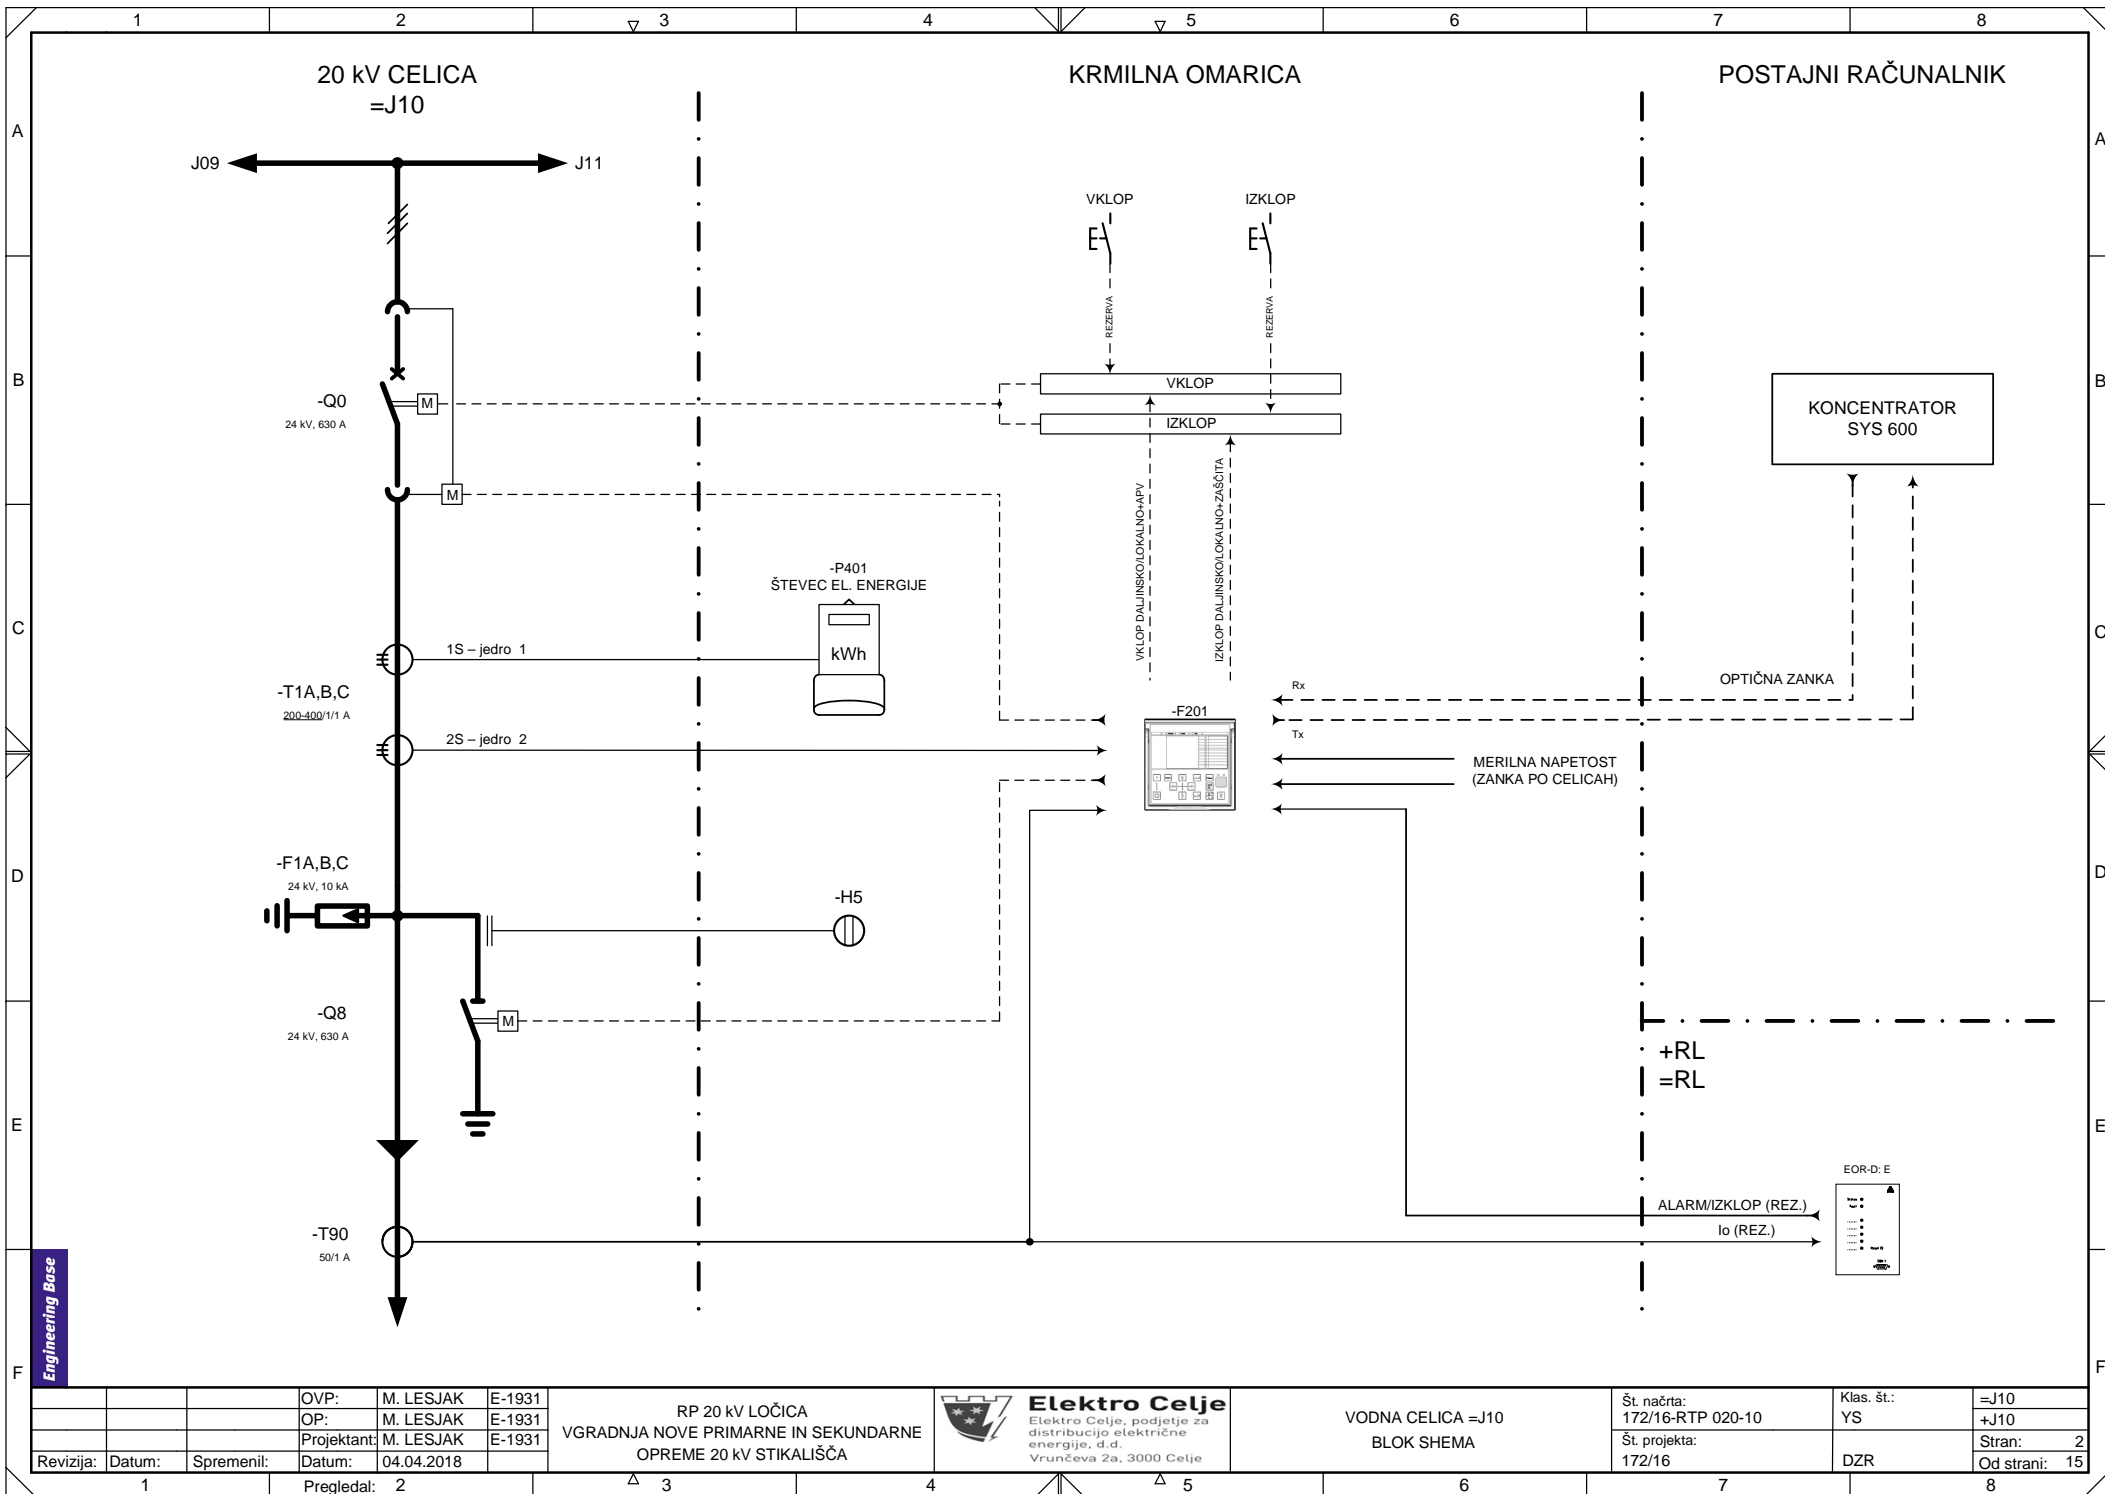 1 2 3 4 5 6 7 8
20 kV CELICA
=J10
KRMILNA OMARICA
POSTAJNI RAČUNALNIK
A
A
J09
J11
VKLOP
IZKLOP
REZERVA
REZERVA
B
B
-Q0
24 kV, 630 A
M
VKLOP
IZKLOP
KONCENTRATOR
SYS 600
M
VKLOP DALJINSKO/LOKALNO+APV
IZKLOP DALJINSKO/LOKALNO+ZAŠČITA
-P401
ŠTEVEC EL. ENERGIJE
kWh
C
C
1S – jedro 1
-T1A,B,C
200-400/1/1 A
2S – jedro 2
-F201
Rx
Tx
OPTIČNA ZANKA
MERILNA NAPETOST
(ZANKA PO CELICAH)
D
D
-F1A,B,C
24 kV, 10 kA
-H5
-Q8
24 kV, 630 A
M
+RL
=RL
E
E
EOR-D: E
ALARM/IZKLOP (REZ.)
Io (REZ.)
-T90
50/1 A
Engineering Base
F
F
OVP: M. LESJAK E-1931
OP: M. LESJAK E-1931
Projektant: M. LESJAK E-1931
Revizija: Datum: Spremenil: Datum: 04.04.2018
RP 20 kV LOČICA
VGRADNJA NOVE PRIMARNE IN SEKUNDARNE
OPREME 20 kV STIKALIŠČA
Elektro Celje
Elektro Celje, podjetje za
distribucijo električne
energije, d.d.
Vrunčeva 2a, 3000 Celje
VODNA CELICA =J10
BLOK SHEMA
Št. načrta:
172/16-RTP 020-10
Št. projekta:
172/16
Klas. št.:
YS
DZR
=J10
+J10
Stran: 2
Od strani: 15
1 2 3 4 5 6 7 8
Pregledal: